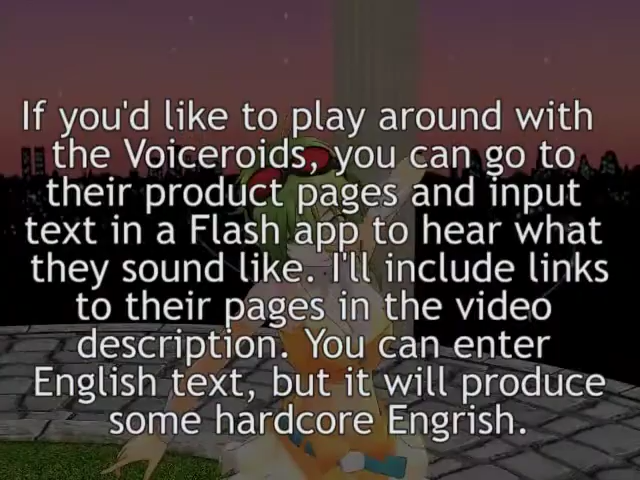 If you'd like to play around with
the Voiceroids, you can go to
their product pages and input
text in a Flash app to hear what
they sound like. I'll include links
to their pages in the video
description. You can enter
English text, but it will produce
some hardcore Engrish.